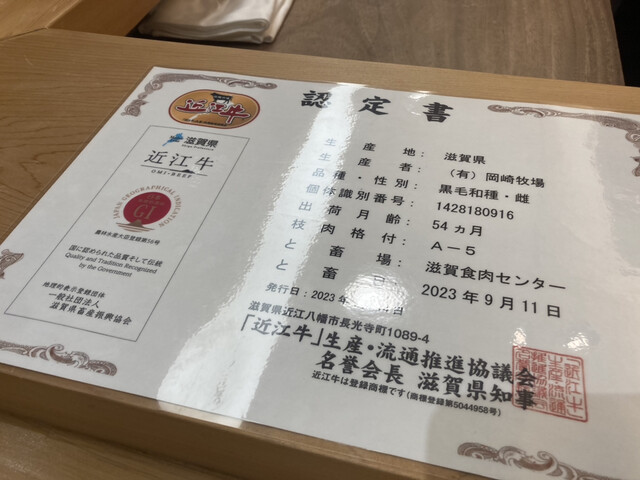 認定書
近江牛
滋賀県
近江牛
OMI-BEEF
JAPAN GEOGRAPHICAL INDICATION
GI
農林水産大臣登録第56号
国に認められた品質そして伝統
Quality and Tradition Recognized
by the Government
地理的表示登録団体
一般社団法人
滋賀県畜産振興協会
生産地: 滋賀県
生産者: (有)岡崎牧場
品種・性別: 黒毛和種・雌
個体識別番号: 1428180916
出荷月齢: 54ヵ月
枝肉格付: A-5
と畜場: 滋賀食肉センター
と畜日: 2023年9月11日
発行日:2023年
滋賀県近江八幡市長光寺町1089-4
「近江牛」生産・流通推進協議会
名誉会長 滋賀県知事
近江牛は登録商標です(商標登録第5044958号)